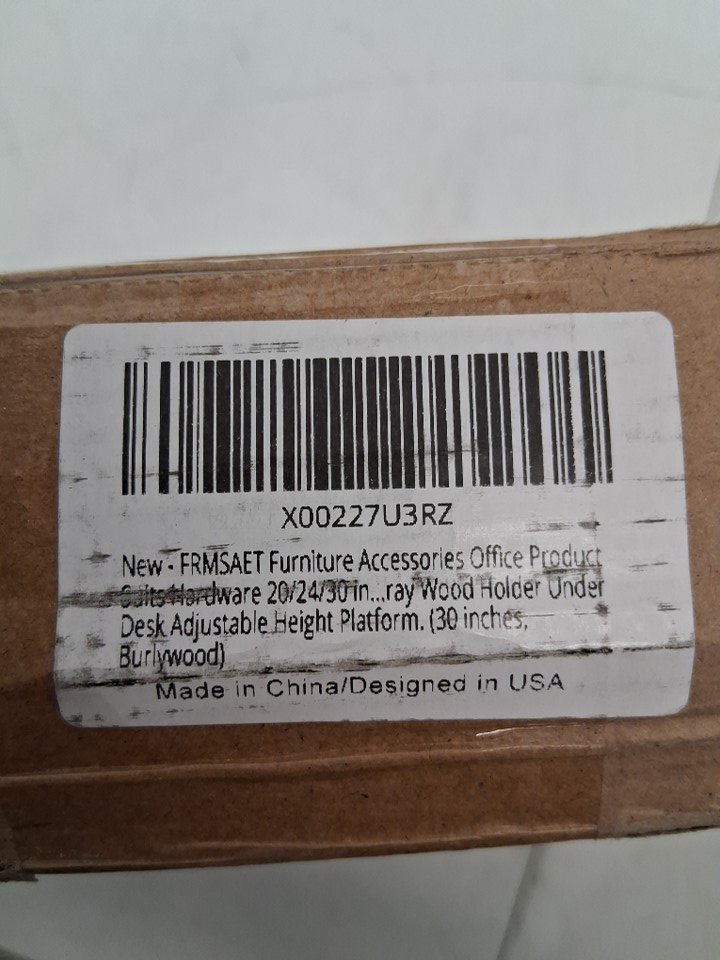 X00227U3RZ
New - FRMSAET Furniture Accessories Office Product
Suits Hardware 20/24/30 in...ray Wood Holder Under
Desk Adjustable Height Platform. (30 inches,
Burlywood)
Made in China/Designed in USA